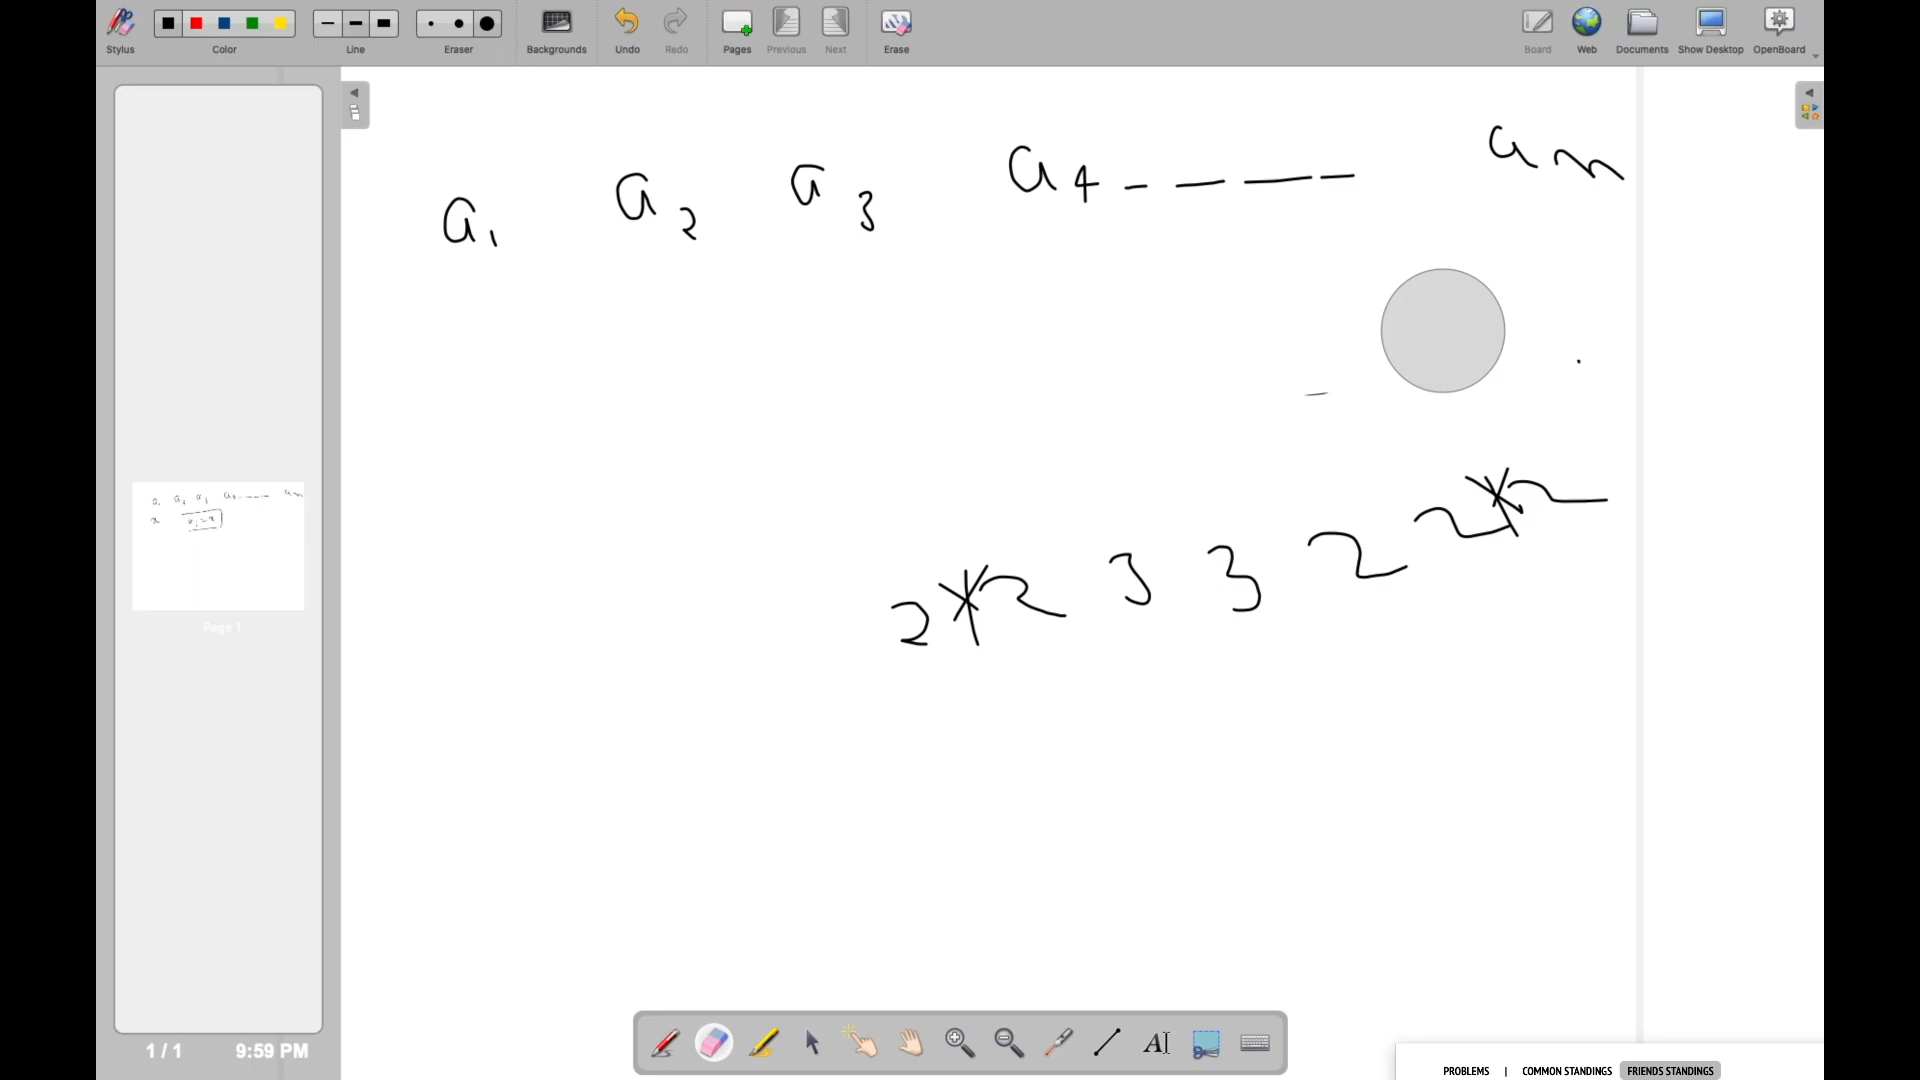 Stylus Color Line Eraser Backgrounds Undo Redo Pages Previous Next Erase Board Web Documents Show Desktop OpenBoard
a1 a2 a3 a4 _ _ _ _ an
2*2 3 3 2 2*2
Page 1
1 / 1 9:59 PM
PROBLEMS | COMMON STANDINGS FRIENDS STANDINGS